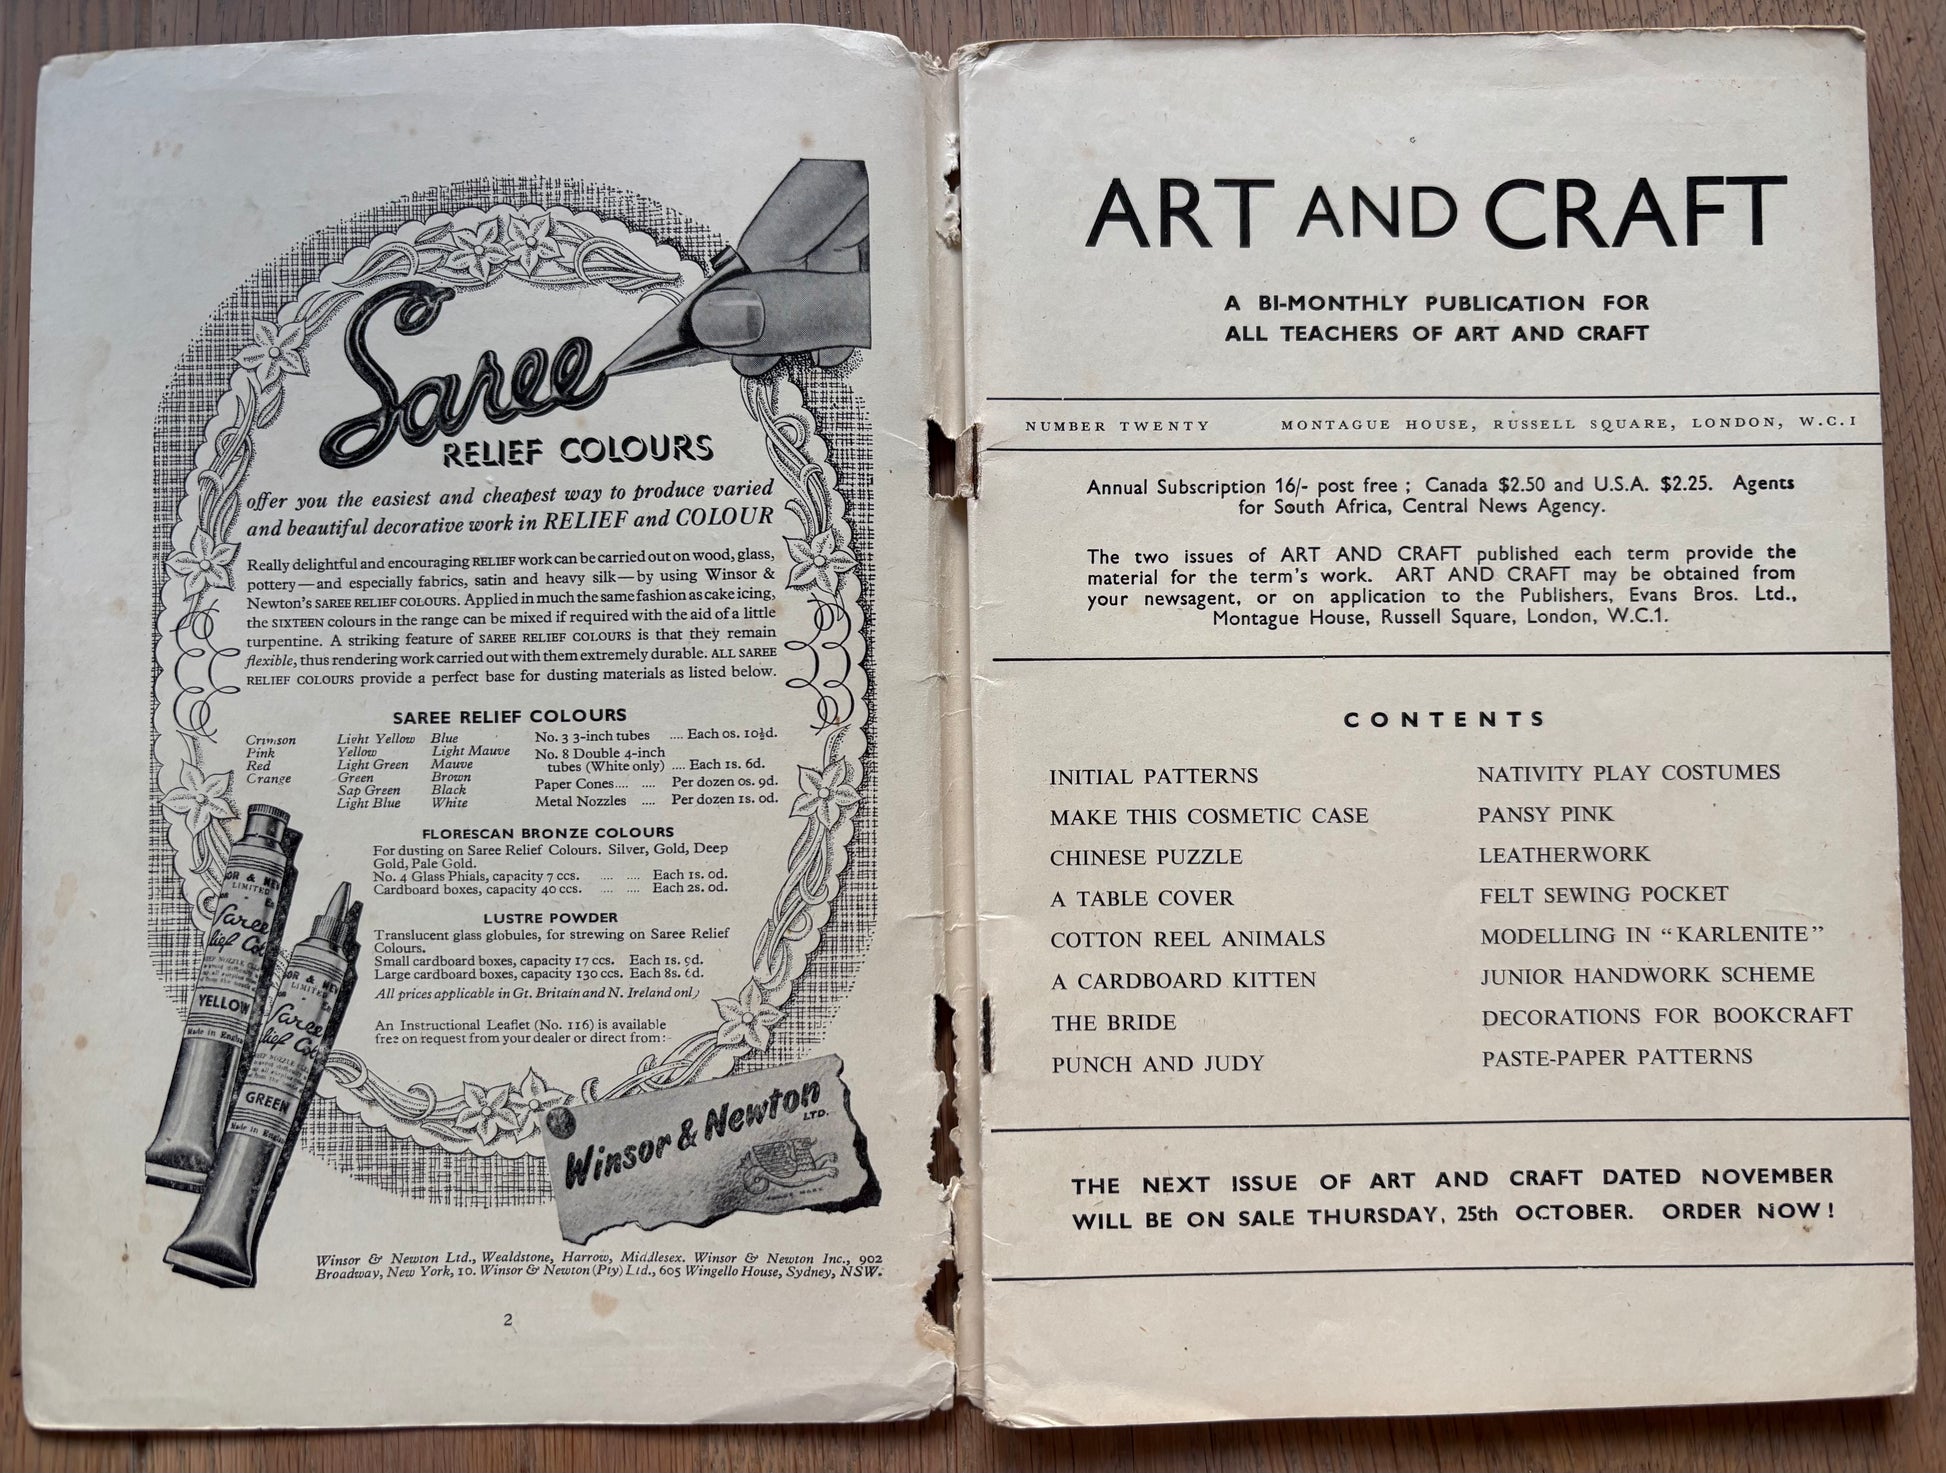 Saree
RELIEF COLOURS
offer you the easiest and cheapest way to produce varied
and beautiful decorative work in RELIEF and COLOUR
Really delightful and encouraging RELIEF work can be carried out on wood, glass,
pottery—and especially fabrics, satin and heavy silk—by using Winsor &
Newton's SAREE RELIEF COLOURS. Applied in much the same fashion as cake icing,
the SIXTEEN colours in the range can be mixed if required with the aid of a little
turpentine. A striking feature of SAREE RELIEF COLOURS is that they remain
flexible, thus rendering work carried out with them extremely durable. ALL SAREE
RELIEF COLOURS provide a perfect base for dusting materials as listed below.
SAREE RELIEF COLOURS
Crimson
Pink
Red
Orange
Light Yellow
Yellow
Light Green
Green
Sap Green
Light Blue
Blue
Light Mauve
Mauve
Brown
Black
White
No. 3 3-inch tubes .... Each 0s. 10½d.
No. 8 Double 4-inch
tubes (White only) .... Each 1s. 6d.
Paper Cones.... .... Per dozen 0s. 9d.
Metal Nozzles .... Per dozen 1s. 0d.
FLORESCAN BRONZE COLOURS
For dusting on Saree Relief Colours. Silver, Gold, Deep
Gold, Pale Gold.
No. 4 Glass Phials, capacity 7 ccs. .... .... Each 1s. 0d.
Cardboard boxes, capacity 40 ccs. .... .... Each 2s. 0d.
LUSTRE POWDER
Translucent glass globules, for strewing on Saree Relief
Colours.
Small cardboard boxes, capacity 17 ccs. Each 1s. 9d.
Large cardboard boxes, capacity 130 ccs. Each 8s. 6d.
All prices applicable in Gt. Britain and N. Ireland only
An Instructional Leaflet (No. 116) is available
free on request from your dealer or direct from:-
LIMITED
Saree
YELLOW
Made in
LIMITED
Saree
GREEN
Made in
Winsor & Newton
LTD.
Winsor & Newton Ltd., Wealdstone, Harrow, Middlesex. Winsor & Newton Inc., 902
Broadway, New York, 10. Winsor & Newton (Pty) Ltd., 605 Wingello House, Sydney, NSW.
2
ART AND CRAFT
A BI-MONTHLY PUBLICATION FOR
ALL TEACHERS OF ART AND CRAFT
NUMBER TWENTY MONTAGUE HOUSE, RUSSELL SQUARE, LONDON, W.C.1
Annual Subscription 16/- post free ; Canada $2.50 and U.S.A. $2.25. Agents
for South Africa, Central News Agency.
The two issues of ART AND CRAFT published each term provide the
material for the term's work. ART AND CRAFT may be obtained from
your newsagent, or on application to the Publishers, Evans Bros. Ltd.,
Montague House, Russell Square, London, W.C.1.
CONTENTS
INITIAL PATTERNS
MAKE THIS COSMETIC CASE
CHINESE PUZZLE
A TABLE COVER
COTTON REEL ANIMALS
A CARDBOARD KITTEN
THE BRIDE
PUNCH AND JUDY
NATIVITY PLAY COSTUMES
PANSY PINK
LEATHERWORK
FELT SEWING POCKET
MODELLING IN "KARLENITE"
JUNIOR HANDWORK SCHEME
DECORATIONS FOR BOOKCRAFT
PASTE-PAPER PATTERNS
THE NEXT ISSUE OF ART AND CRAFT DATED NOVEMBER
WILL BE ON SALE THURSDAY, 25th OCTOBER. ORDER NOW !